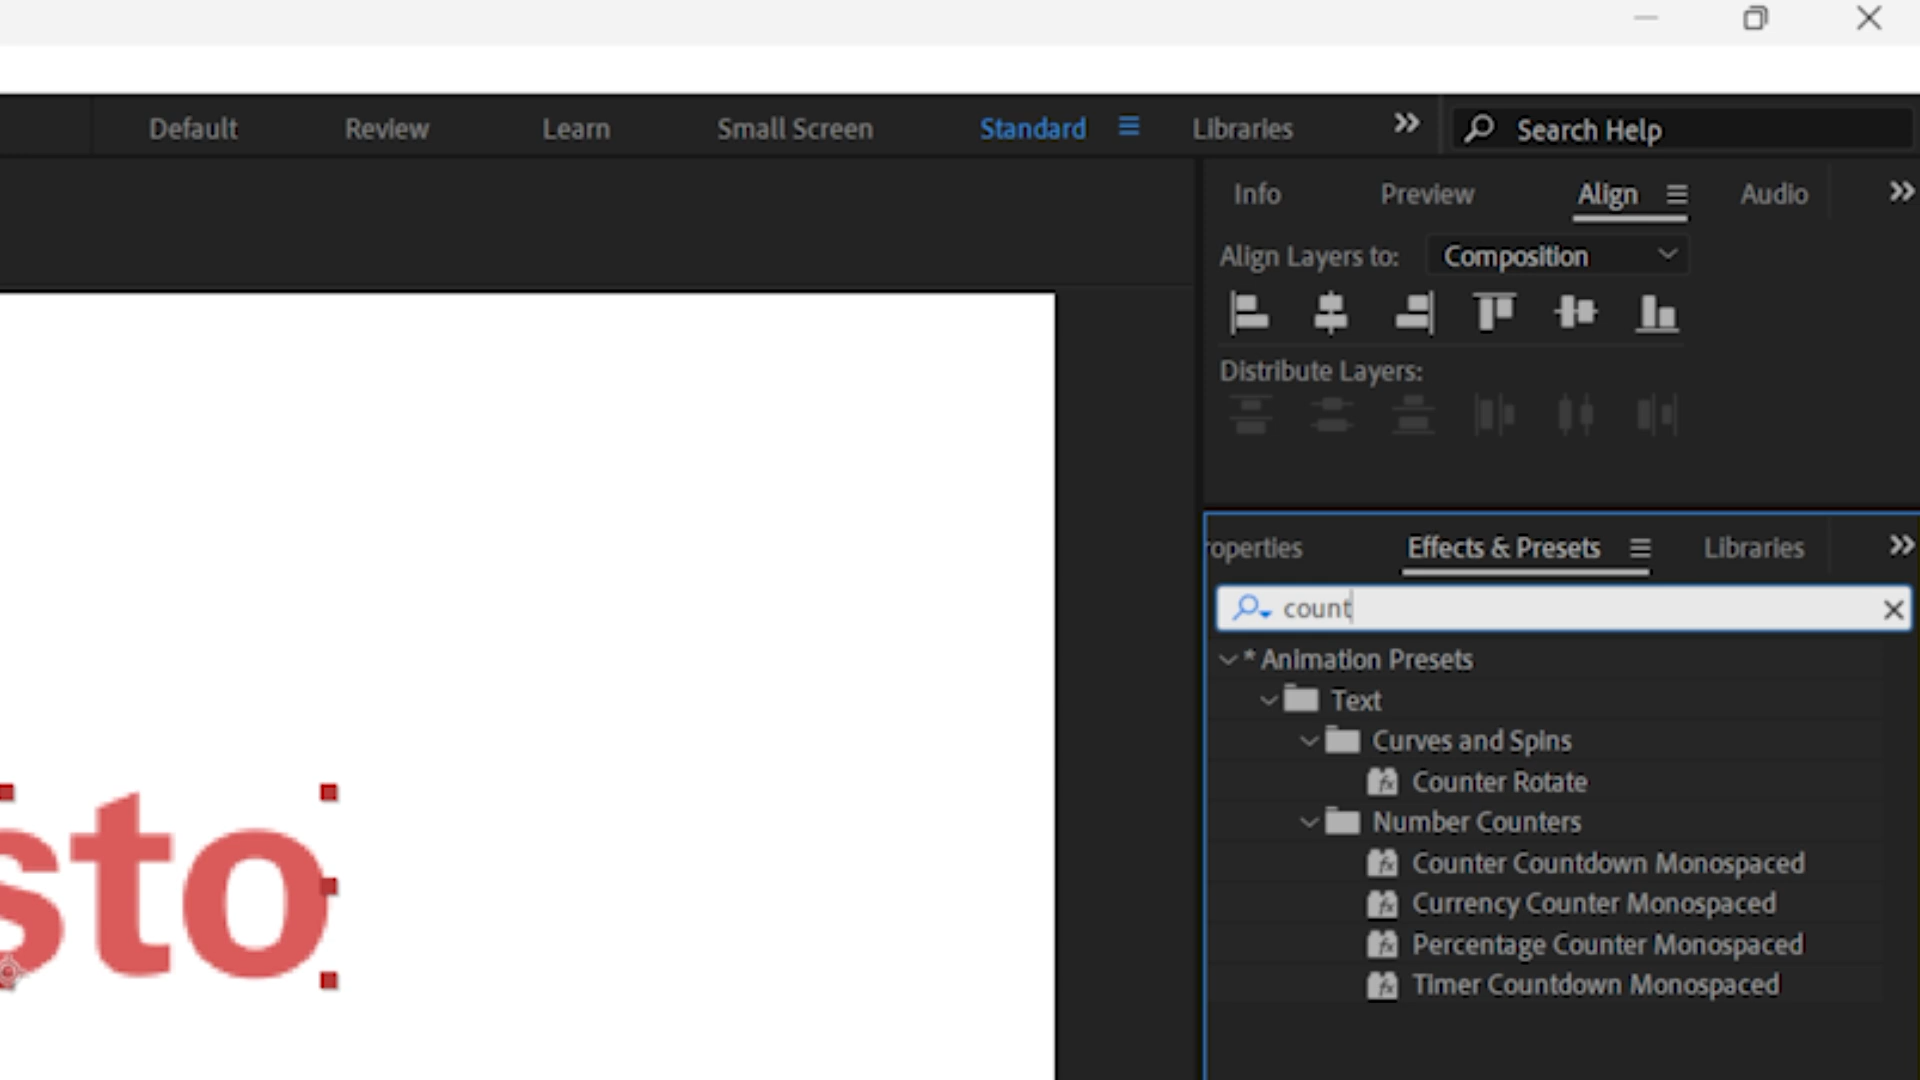 Default Review Learn Small Screen Standard Libraries Search Help
Info Preview Align Audio
Align Layers to: Composition
Distribute Layers:
roperties Effects & Presets Libraries
count
* Animation Presets
Text
Curves and Spins
Counter Rotate
Number Counters
Counter Countdown Monospaced
Currency Counter Monospaced
Percentage Counter Monospaced
Timer Countdown Monospaced
sto